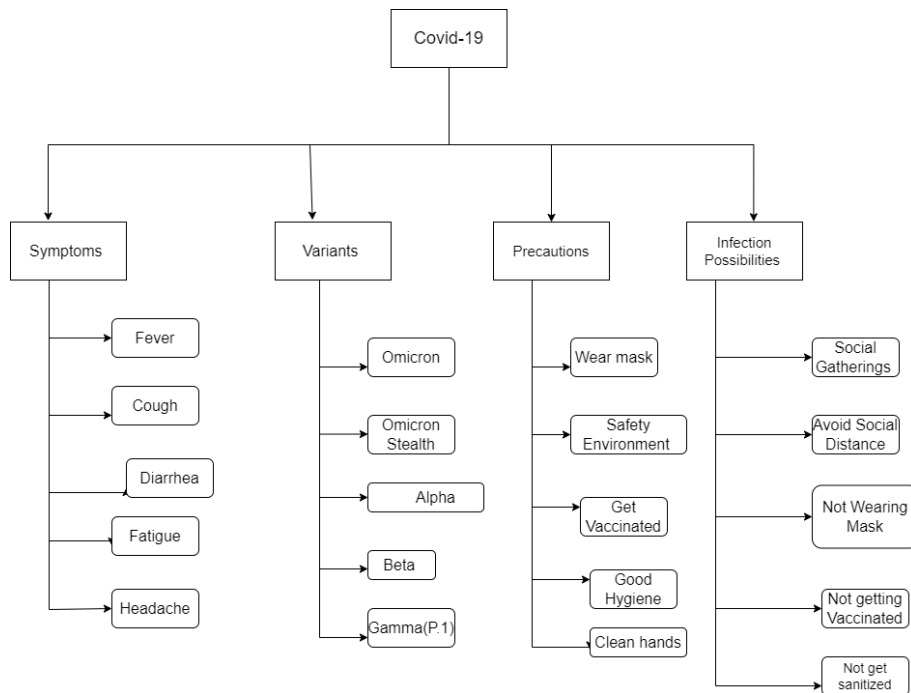 Covid-19
Symptoms
Variants
Precautions
Infection
Possibilities
Fever
Cough
Diarrhea
Fatigue
Headache
Omicron
Omicron
Stealth
Alpha
Beta
Gamma(P.1)
Wear mask
Safety
Environment
Get
Vaccinated
Good
Hygiene
Clean hands
Social
Gatherings
Avoid Social
Distance
Not Wearing
Mask
Not getting
Vaccinated
Not get
sanitized